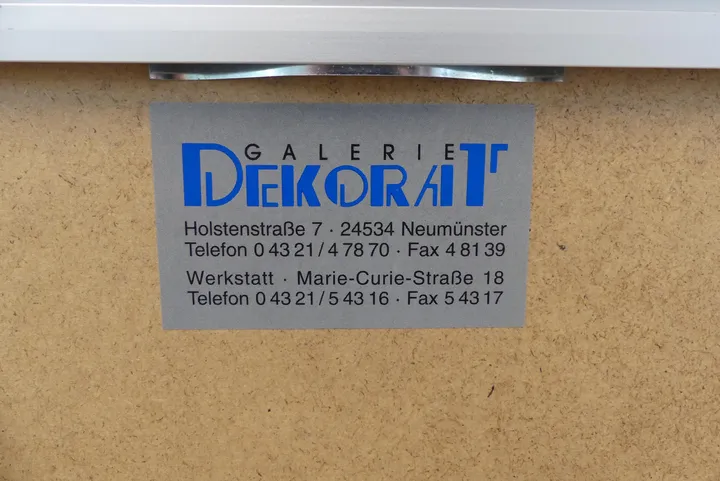 GALERIE
DEKORAT
Holstenstraße 7 · 24534 Neumünster
Telefon 0 43 21 / 4 78 70 · Fax 4 81 39
Werkstatt · Marie-Curie-Straße 18
Telefon 0 43 21 / 5 43 16 · Fax 5 43 17